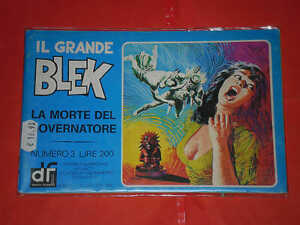 IL GRANDE
BLEK
LA MORTE DEL
OVERNATORE
NUMERO 3 LIRE 200
df